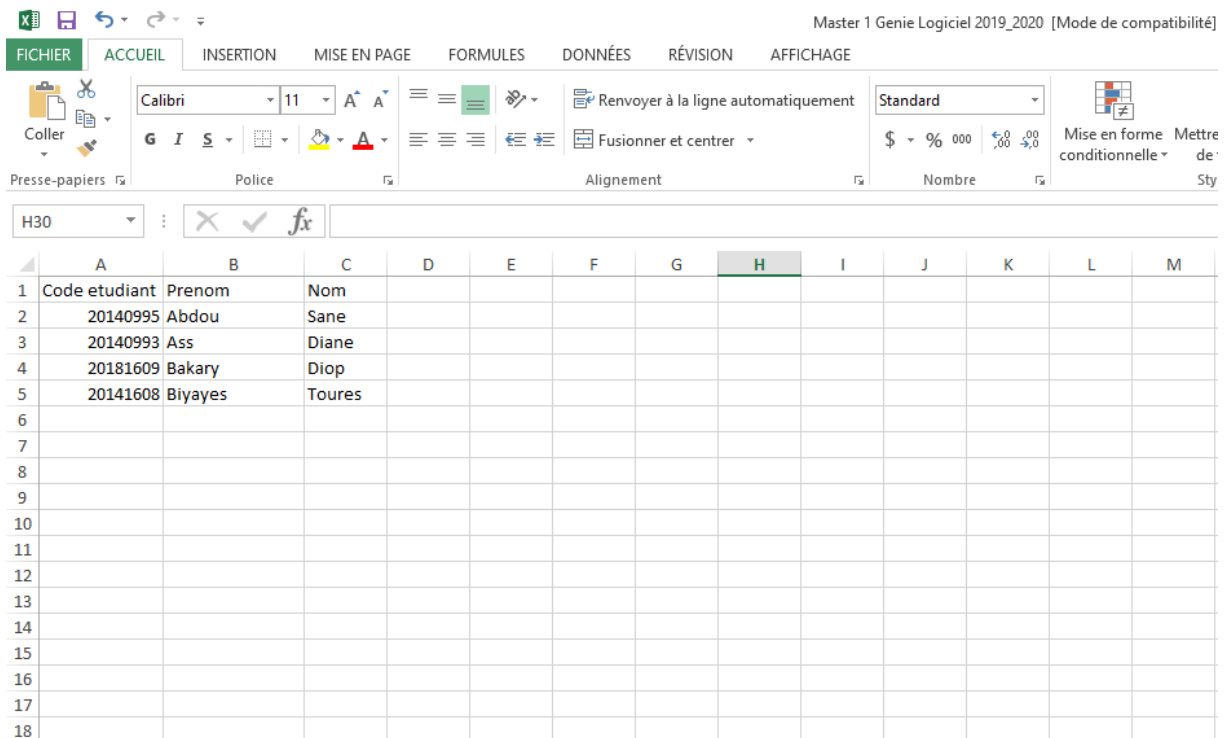 Master 1 Genie Logiciel 2019_2020 [Mode de compatibilité]
FICHIER ACCUEIL INSERTION MISE EN PAGE FORMULES DONNÉES RÉVISION AFFICHAGE
Calibri 11 Renvoyer à la ligne automatiquement Standard
Coller G I S A Fusionner et centrer $ % 000 Mise en forme conditionnelle Mettre de
Presse-papiers Police Alignement Nombre Sty
H30 fx
A B C D E F G H I J K L M
1 Code etudiant Prenom Nom
2 20140995 Abdou Sane
3 20140993 Ass Diane
4 20181609 Bakary Diop
5 20141608 Biyayes Toures
6
7
8
9
10
11
12
13
14
15
16
17
18